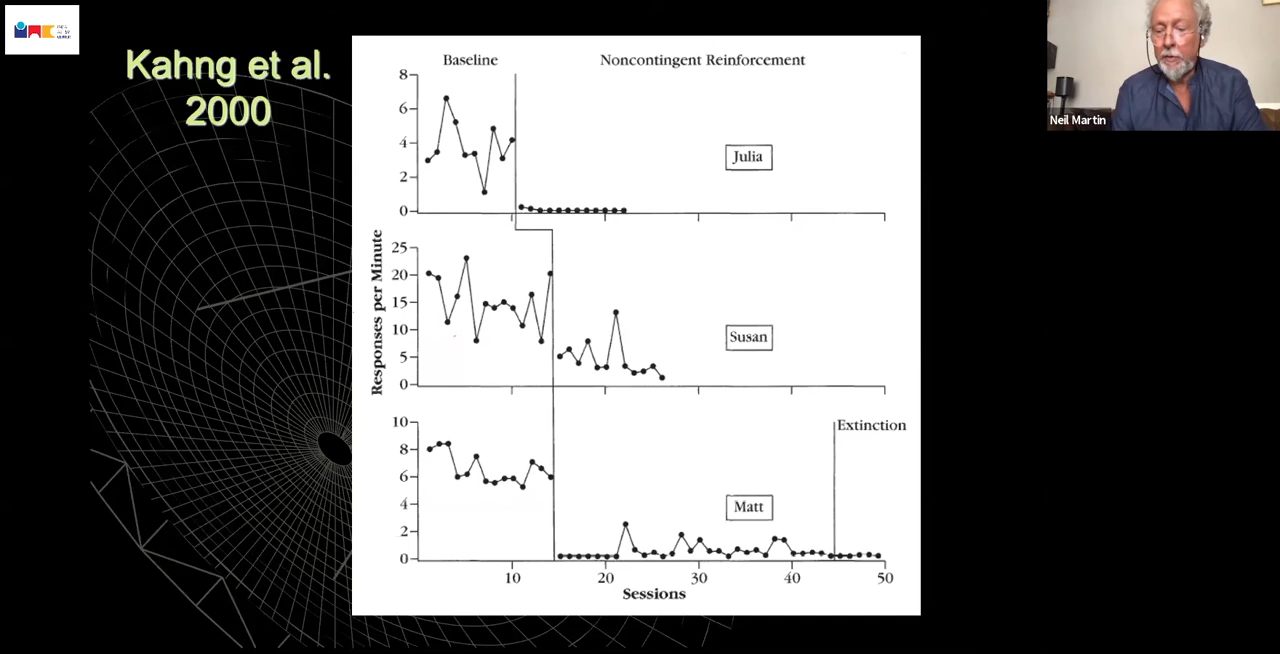 Kahng et al.
2000
Baseline
Noncontingent Reinforcement
8
6
4
2
0
Julia
Responses per Minute
25
20
15
10
5
0
Susan
10
8
6
4
2
0
Extinction
Matt
10
20
30
40
50
Sessions
Neil Martin